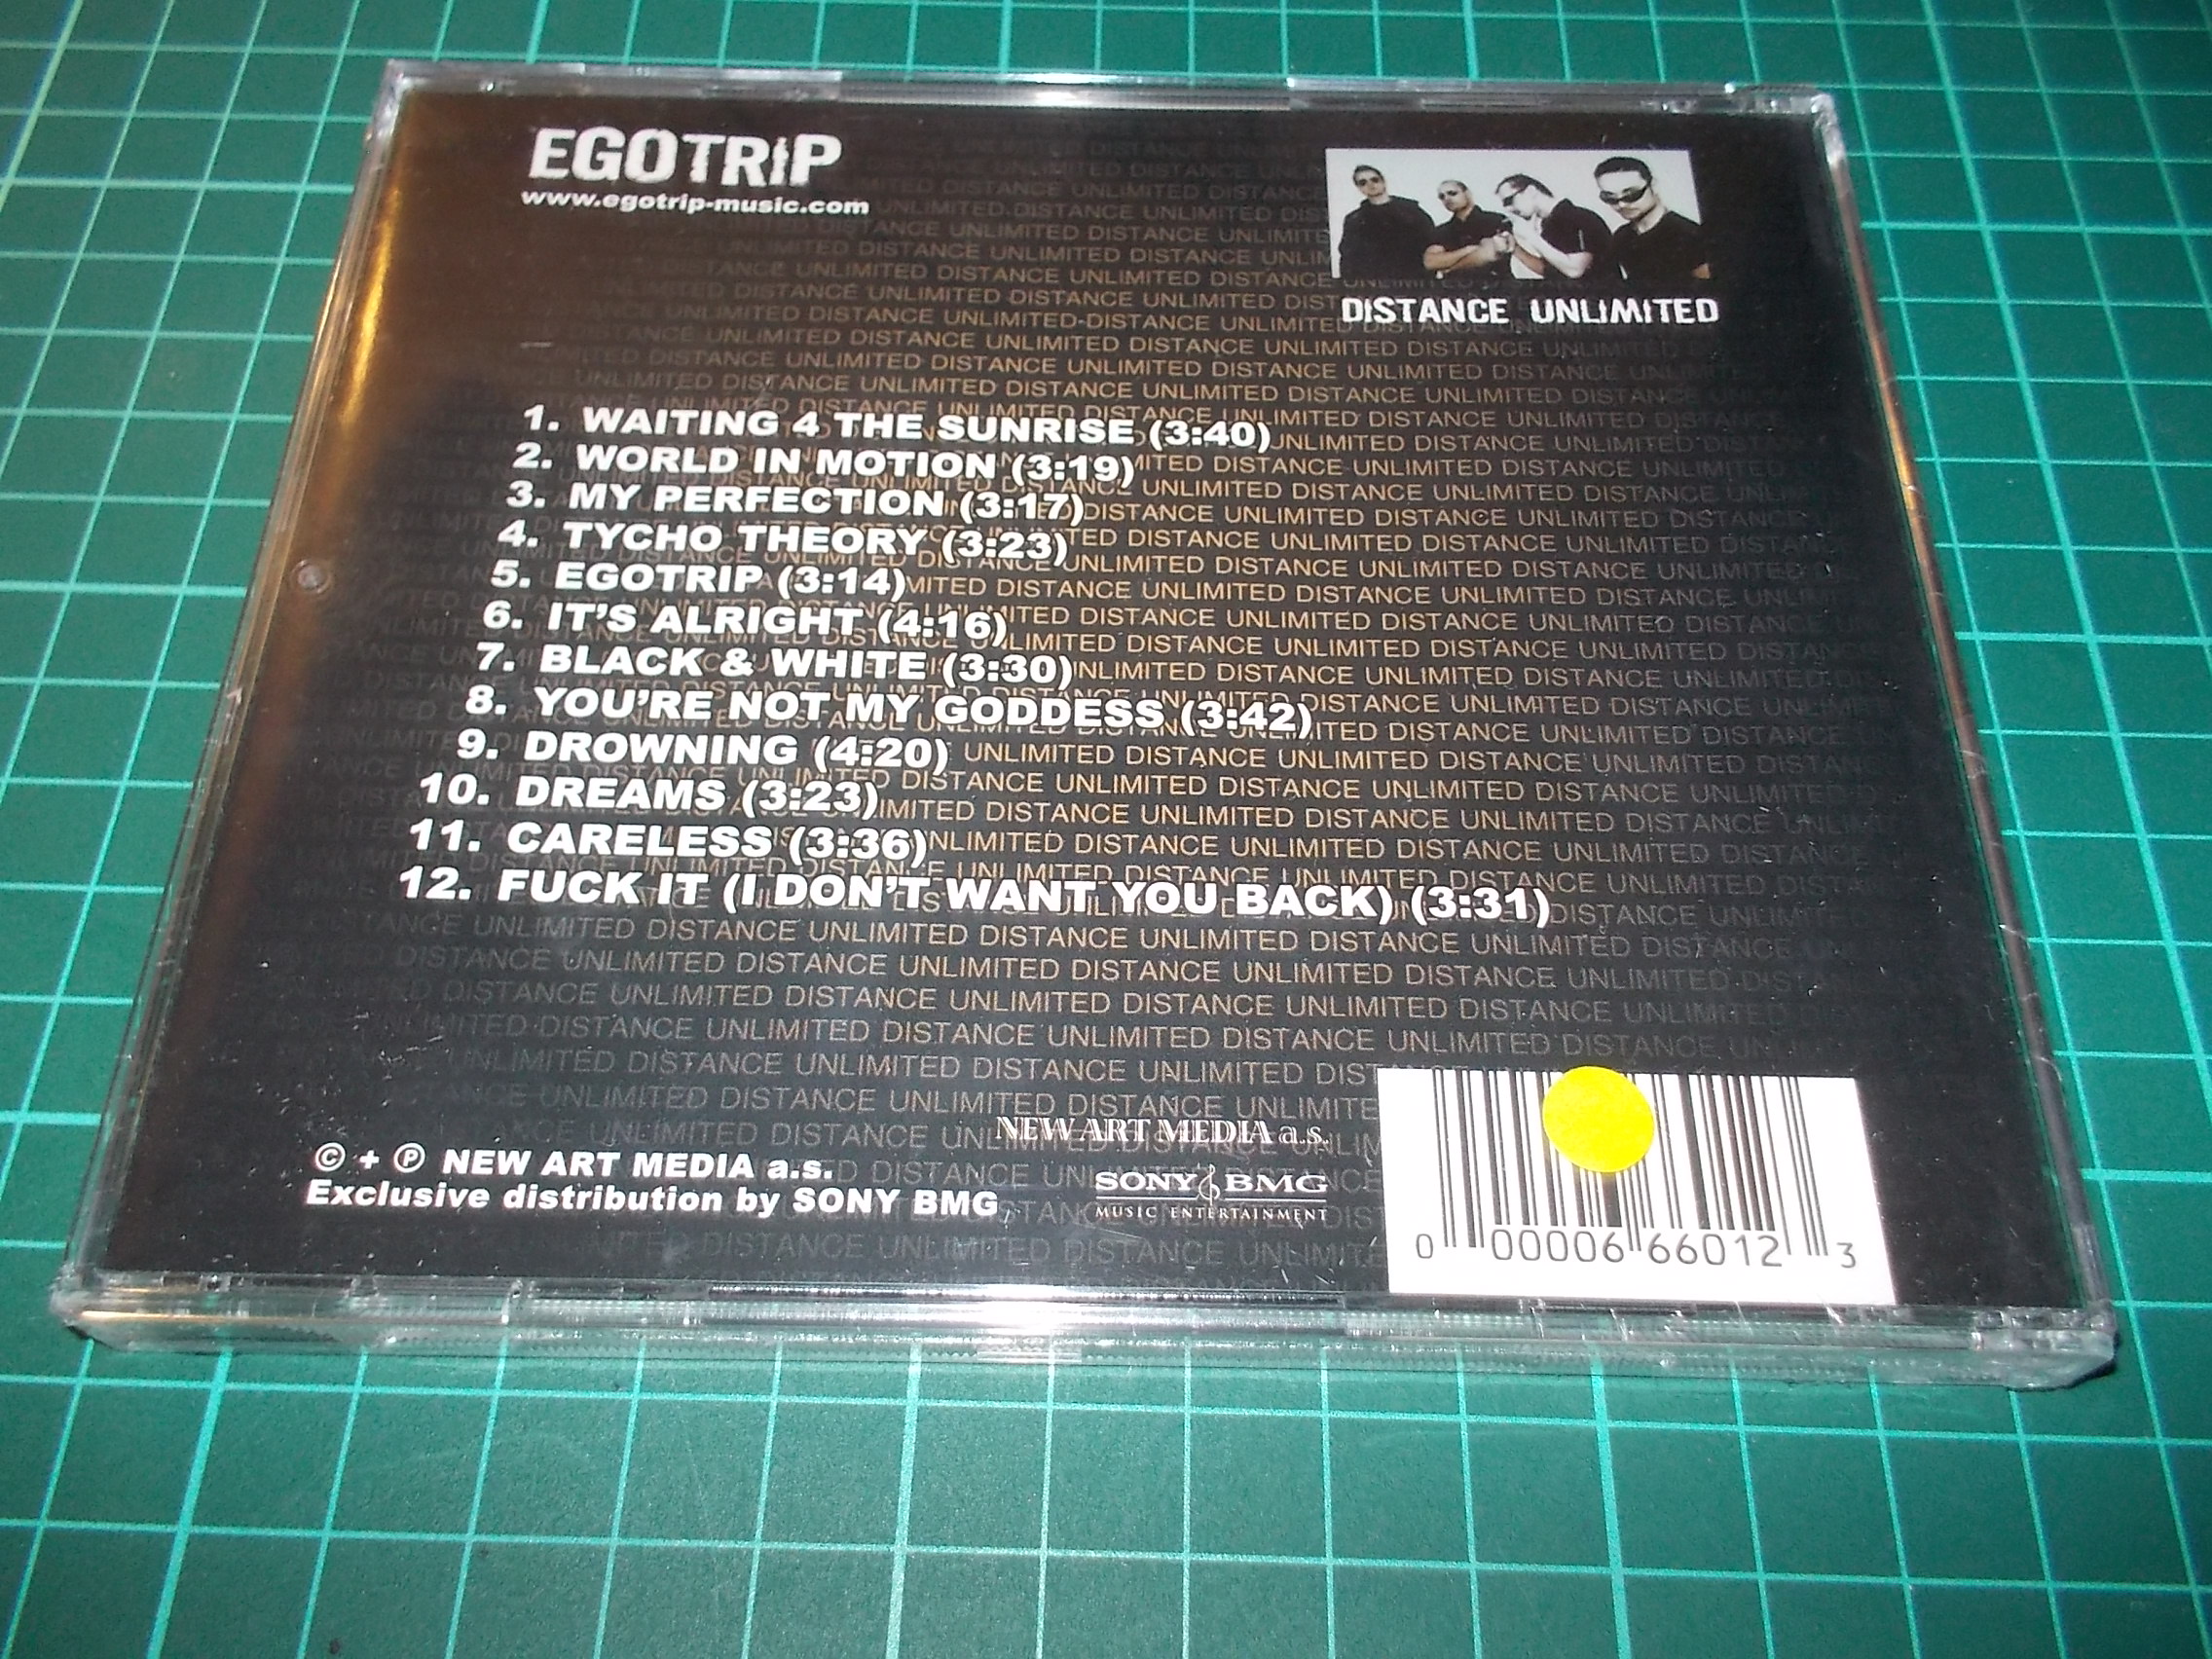 EGOTRiP
www.egotrip-music.com
DISTANCE UNLIMITED
1. WAITING 4 THE SUNRISE (3:40)
2. WORLD IN MOTION (3:19)
3. MY PERFECTION (3:17)
4. TYCHO THEORY (3:23)
5. EGOTRIP (3:14)
6. IT'S ALRIGHT (4:16)
7. BLACK & WHITE (3:30)
8. YOU'RE NOT MY GODDESS (3:42)
9. DROWNING (4:20)
10. DREAMS (3:23)
11. CARELESS (3:36)
12. FUCK IT (I DON'T WANT YOU BACK) (3:31)
© + ℗ NEW ART MEDIA a.s.
Exclusive distribution by SONY BMG
NEW ART MEDIA a.s.
SONY BMG
MUSIC ENTERTAINMENT
0 00006 66012 3